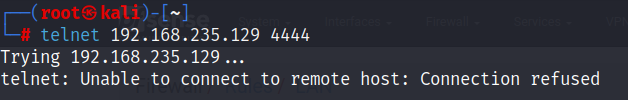 ┌──(root㉿kali)-[~]
└─# telnet 192.168.235.129 4444
Trying 192.168.235.129...
telnet: Unable to connect to remote host: Connection refused